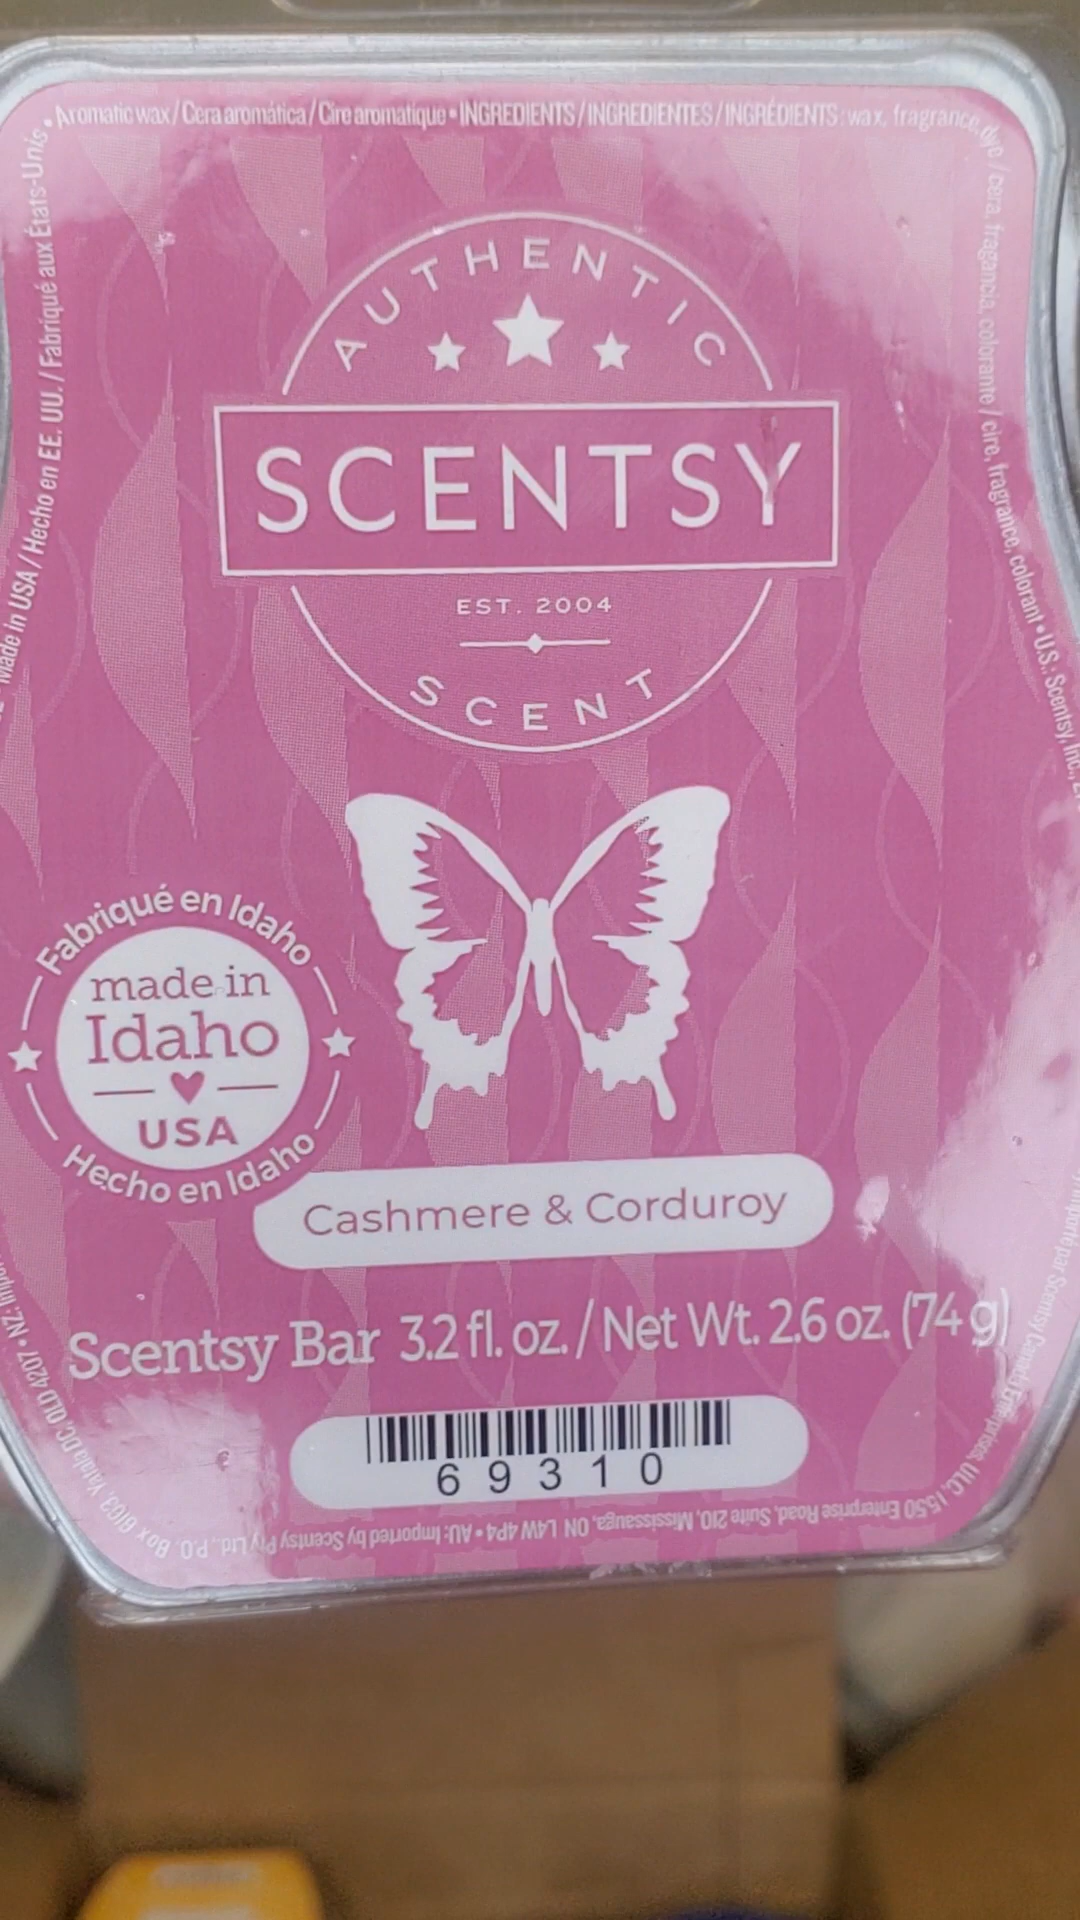 Aromatic wax / Cera aromática / Cire aromatique • INGREDIENTS / INGREDIENTES / INGRÉDIENTS: wax, fragrance, dye / cera, fragancia, colorante / cire, fragrance, colorant • U.S.: Scentsy, Inc.,
AUTHENTIC
SCENTSY
EST. 2004
SCENT
Fabriqué en Idaho
made in
Idaho
USA
Hecho en Idaho
Cashmere & Corduroy
Scentsy Bar 3.2 fl. oz. / Net Wt. 2.6 oz. (74 g)
69310
Importé par Scentsy Canada Enterprises, ULC, 1550 Enterprise Road, Suite 210, Mississauga, ON L4W 4P4 • AU: Imported by Scentsy Pty Ltd., P.O. Box 6103, Yatala DC, QLD 4207 • NZ:
Made in USA / Hecho en EE. UU. / Fabriqué aux États-Unis •